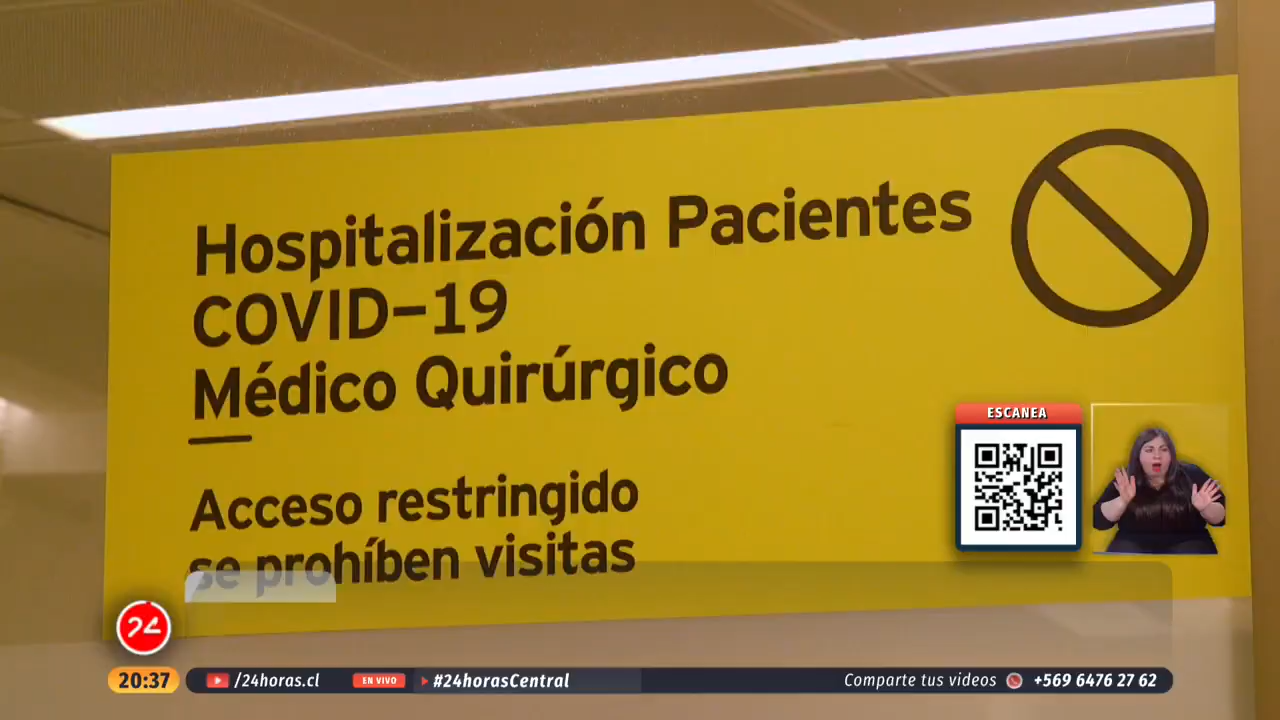 Hospitalización Pacientes
COVID-19
Médico Quirúrgico
Acceso restringido
se prohíben visitas
ESCANEA
24
20:37
/24horas.cl
EN VIVO
#24horasCentral
Comparte tus videos
+569 6476 27 62